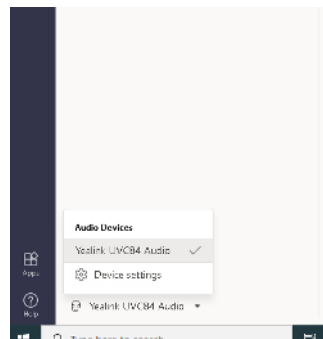 Audio Devices
Yealink UVC84 Audio
Device settings
Apps
Help
Yealink UVC84 Audio
Type here to search